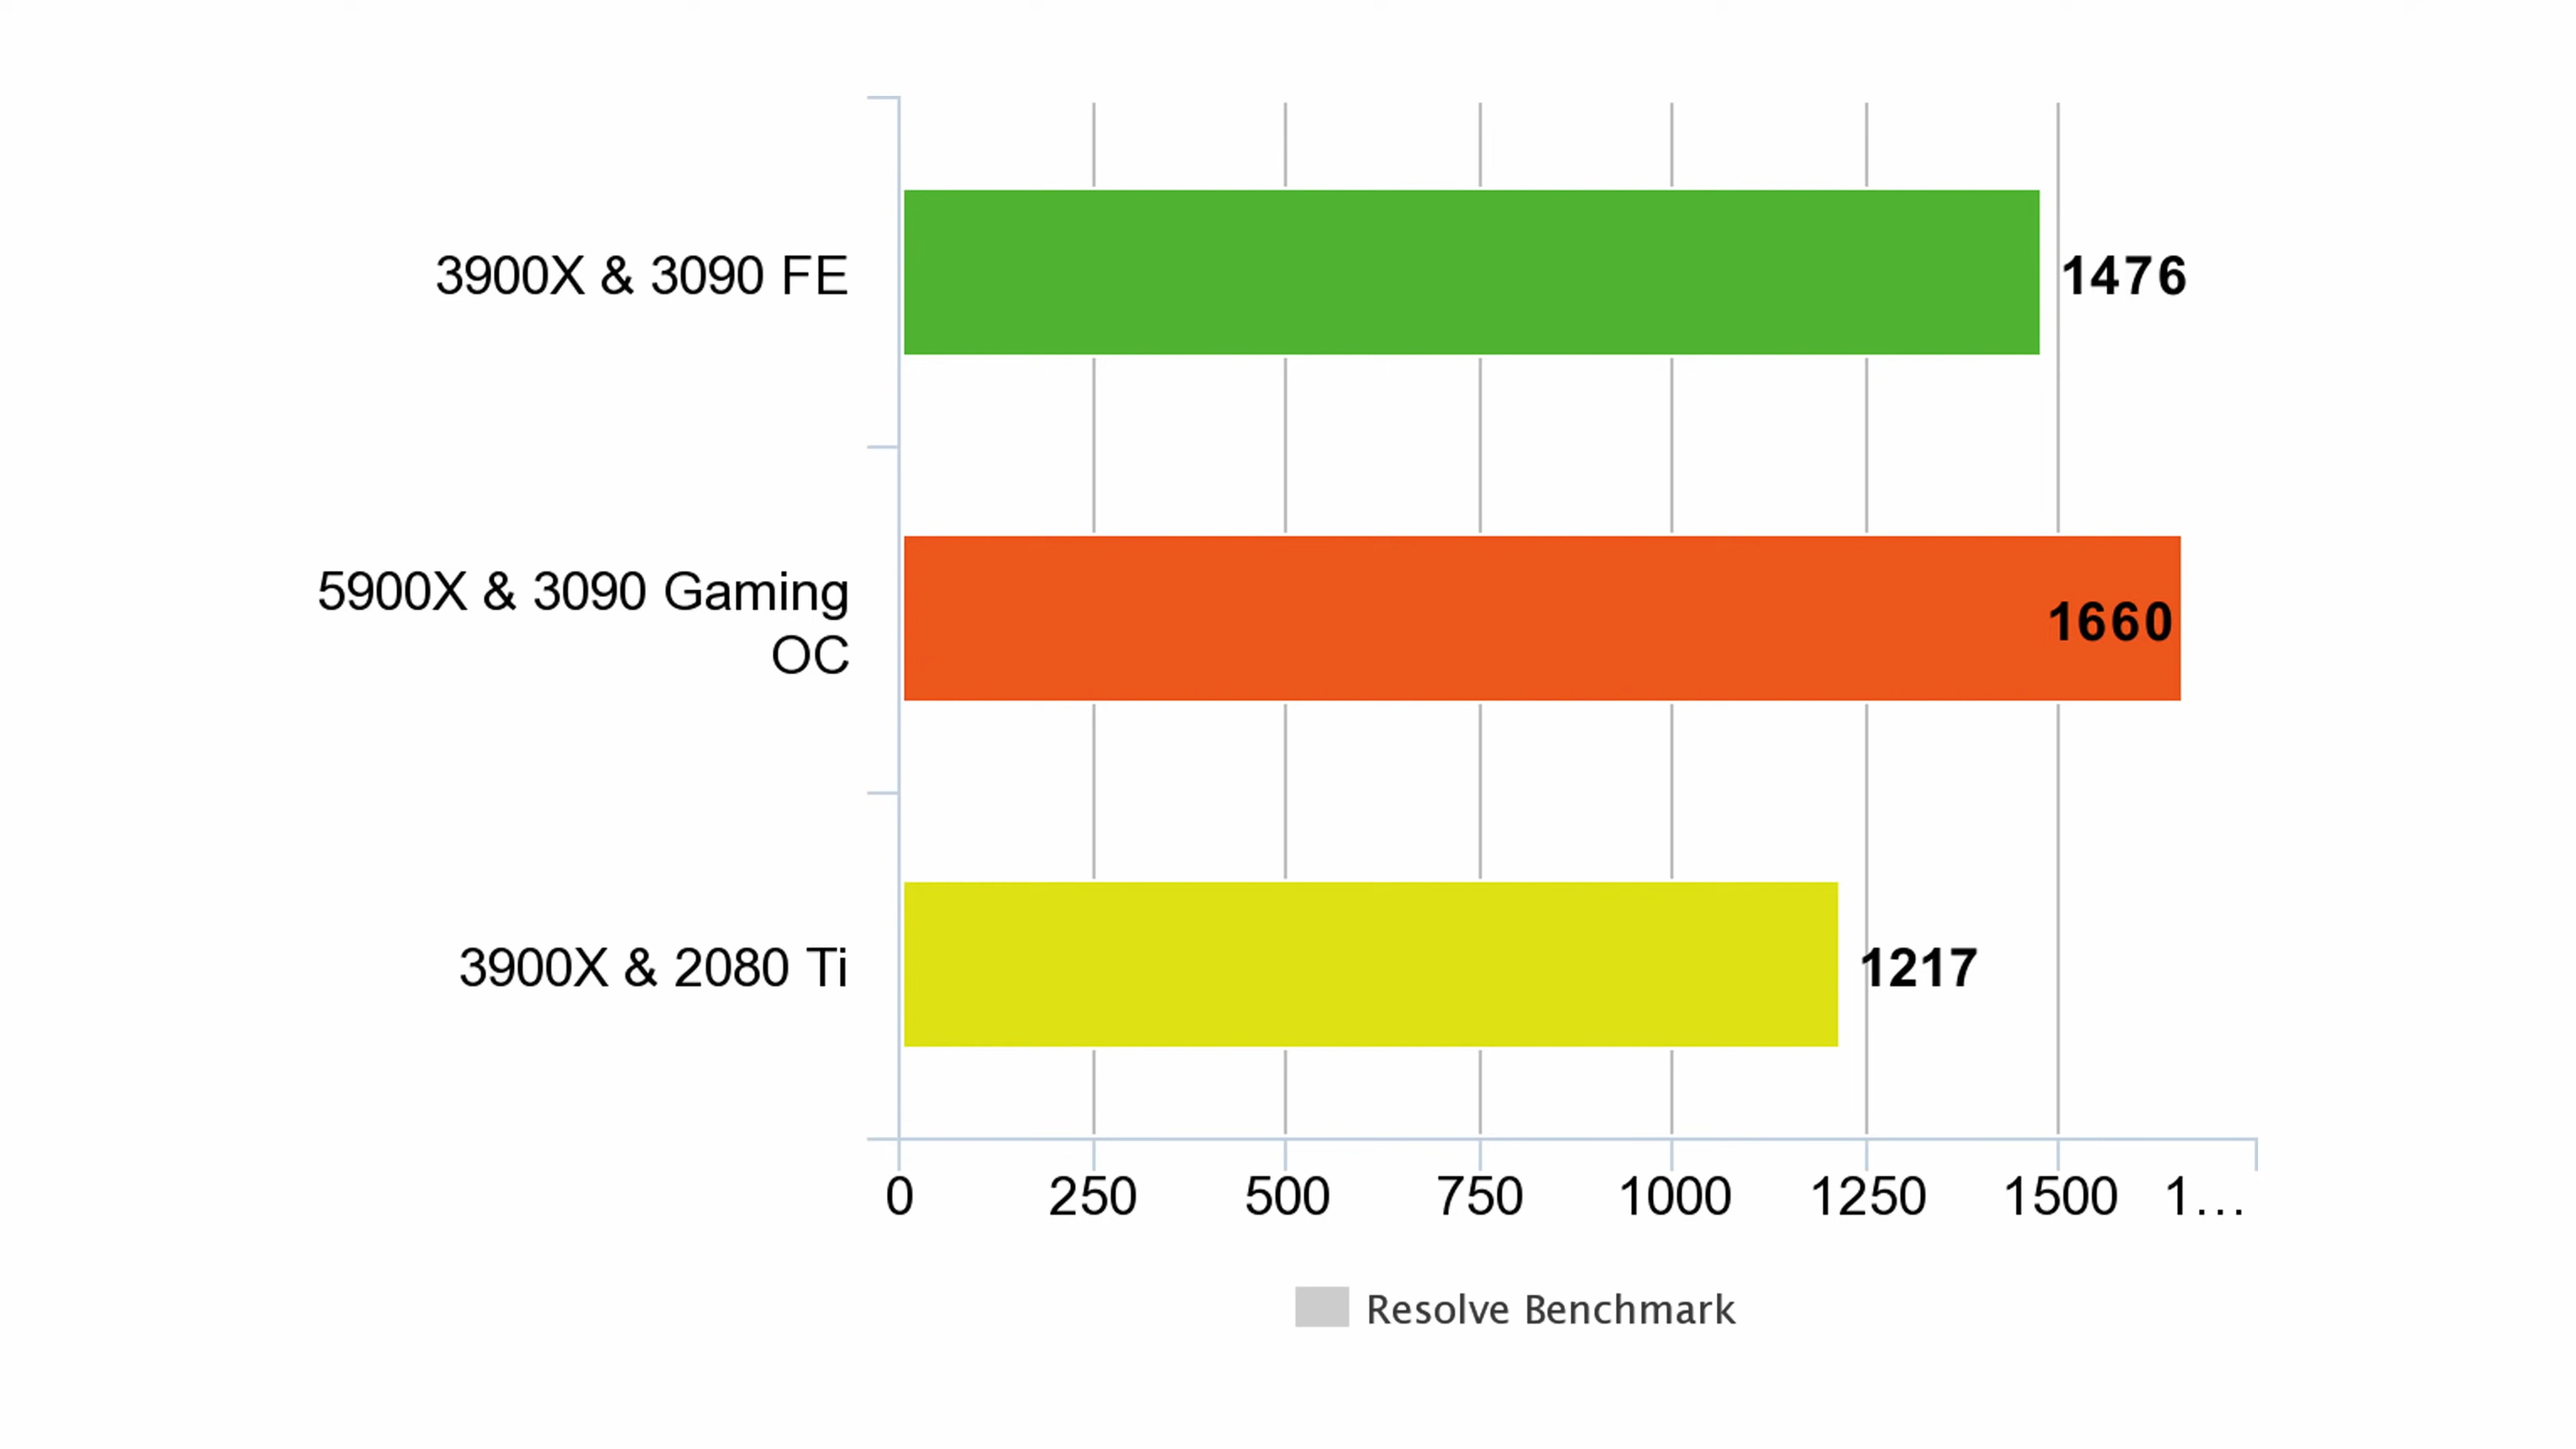 3900X & 3090 FE
1476
5900X & 3090 Gaming
OC
1660
3900X & 2080 Ti
1217
0 250 500 750 1000 1250 1500 1...
Resolve Benchmark